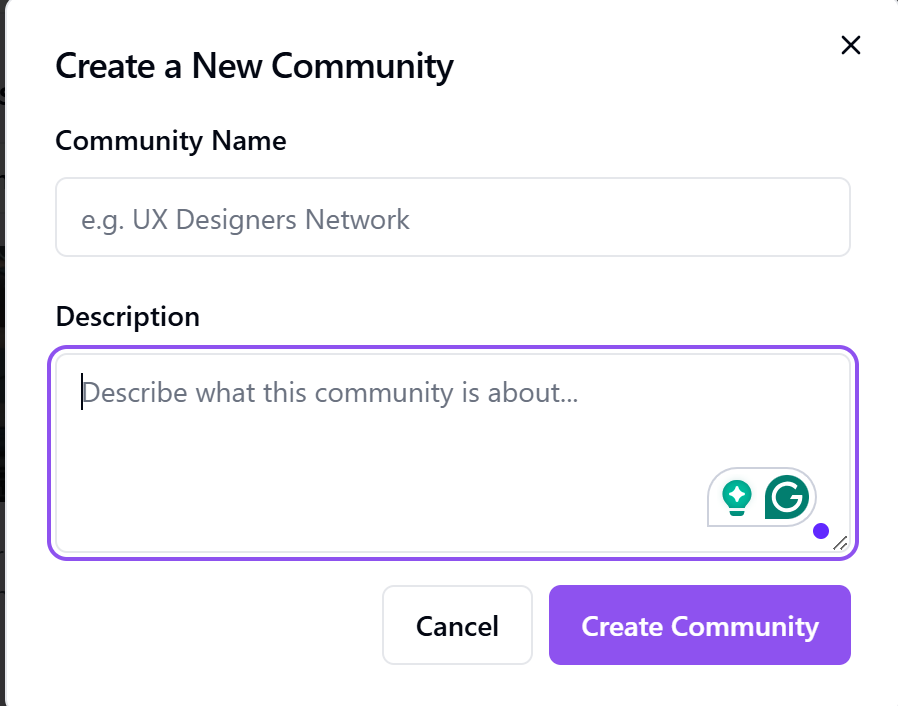 Create a New Community
Community Name
e.g. UX Designers Network
Description
Describe what this community is about...
Cancel
Create Community